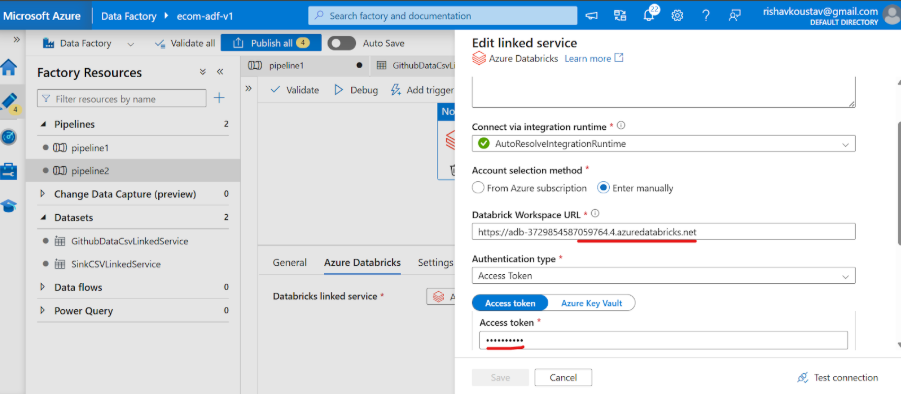 Microsoft Azure
Data Factory
ecom-adf-v1
Search factory and documentation
22
rishavkoustav@gmail.com
DEFAULT DIRECTORY
Data Factory
Validate all
Publish all 4
Auto Save
4
Factory Resources
Filter resources by name
Pipelines 2
pipeline1
pipeline2
Change Data Capture (preview) 0
Datasets 2
GithubDataCsvLinkedService
SinkCSVLinkedService
Data flows 0
Power Query 0
pipeline1
GithubDataCsvLi
Validate
Debug
Add trigger
No
General
Azure Databricks
Settings
Databricks linked service *
A
Edit linked service
Azure Databricks Learn more
Connect via integration runtime *
AutoResolveIntegrationRuntime
Account selection method *
From Azure subscription
Enter manually
Databrick Workspace URL *
https://adb-3729854587059764.4.azuredatabricks.net
Authentication type *
Access Token
Access token
Azure Key Vault
Access token *
••••••••••
Save
Cancel
Test connection